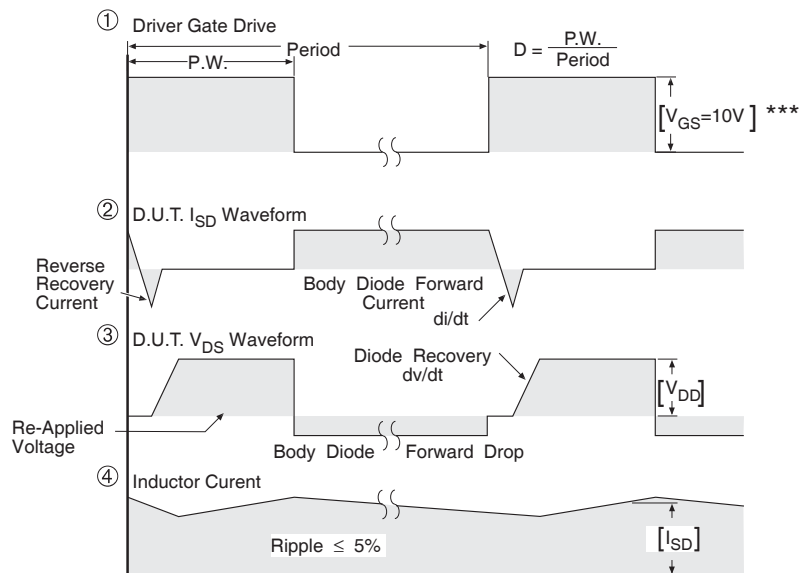 ① Driver Gate Drive
Period
P.W.
D = P.W. / Period
[VGS=10V] ***
② D.U.T. ISD Waveform
Reverse
Recovery
Current
Body Diode Forward
Current
di/dt
③ D.U.T. VDS Waveform
Diode Recovery
dv/dt
[VDD]
Re-Applied
Voltage
Body Diode Forward Drop
④ Inductor Curent
Ripple ≤ 5%
[ISD]